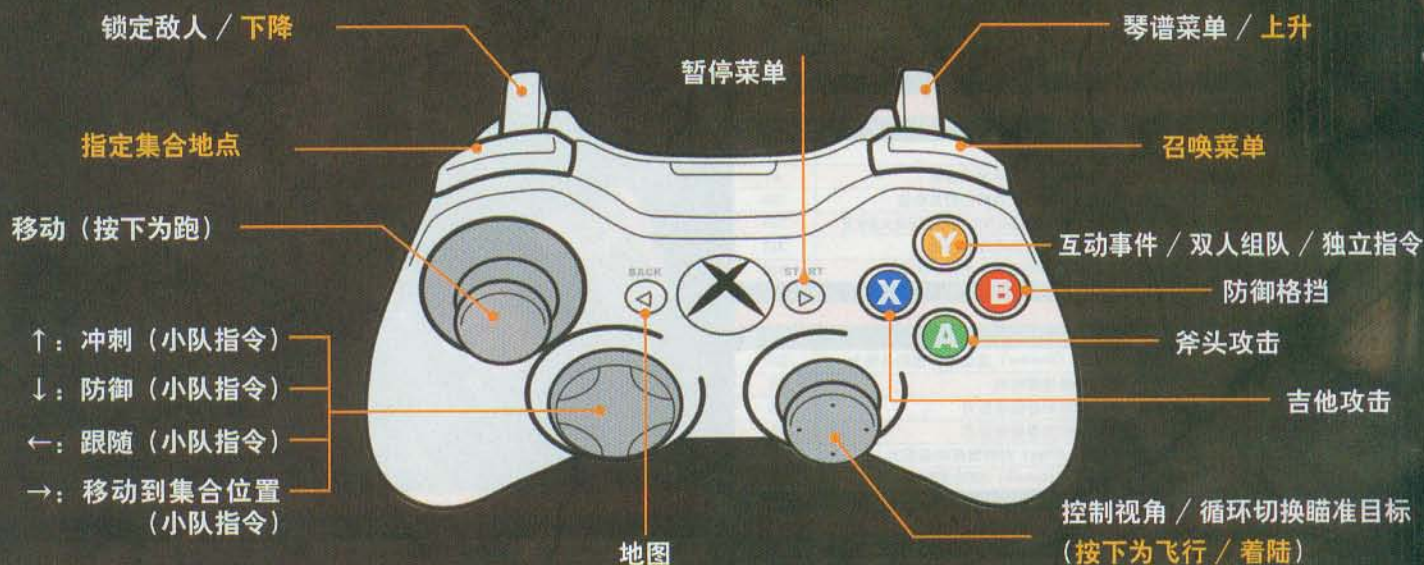 锁定敌人 / 下降
琴谱菜单 / 上升
暂停菜单
指定集合地点
召唤菜单
移动（按下为跑）
Y
互动事件 / 双人组队 / 独立指令
BACK
START
X
B
防御格挡
↑：冲刺（小队指令）
A
斧头攻击
↓：防御（小队指令）
吉他攻击
←：跟随（小队指令）
→：移动到集合位置
（小队指令）
控制视角 / 循环切换瞄准目标
（按下为飞行 / 着陆）
地图